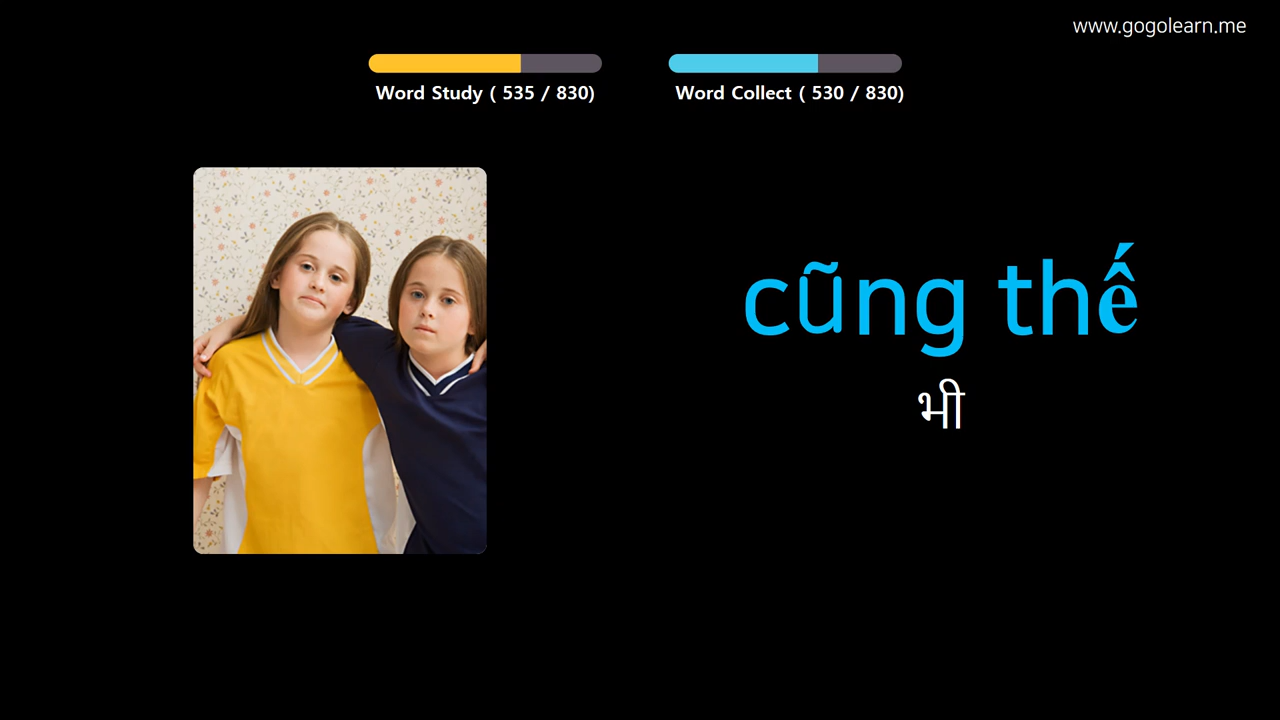 www.gogolearn.me
Word Study ( 535 / 830)
Word Collect ( 530 / 830)
cũng thế
भी